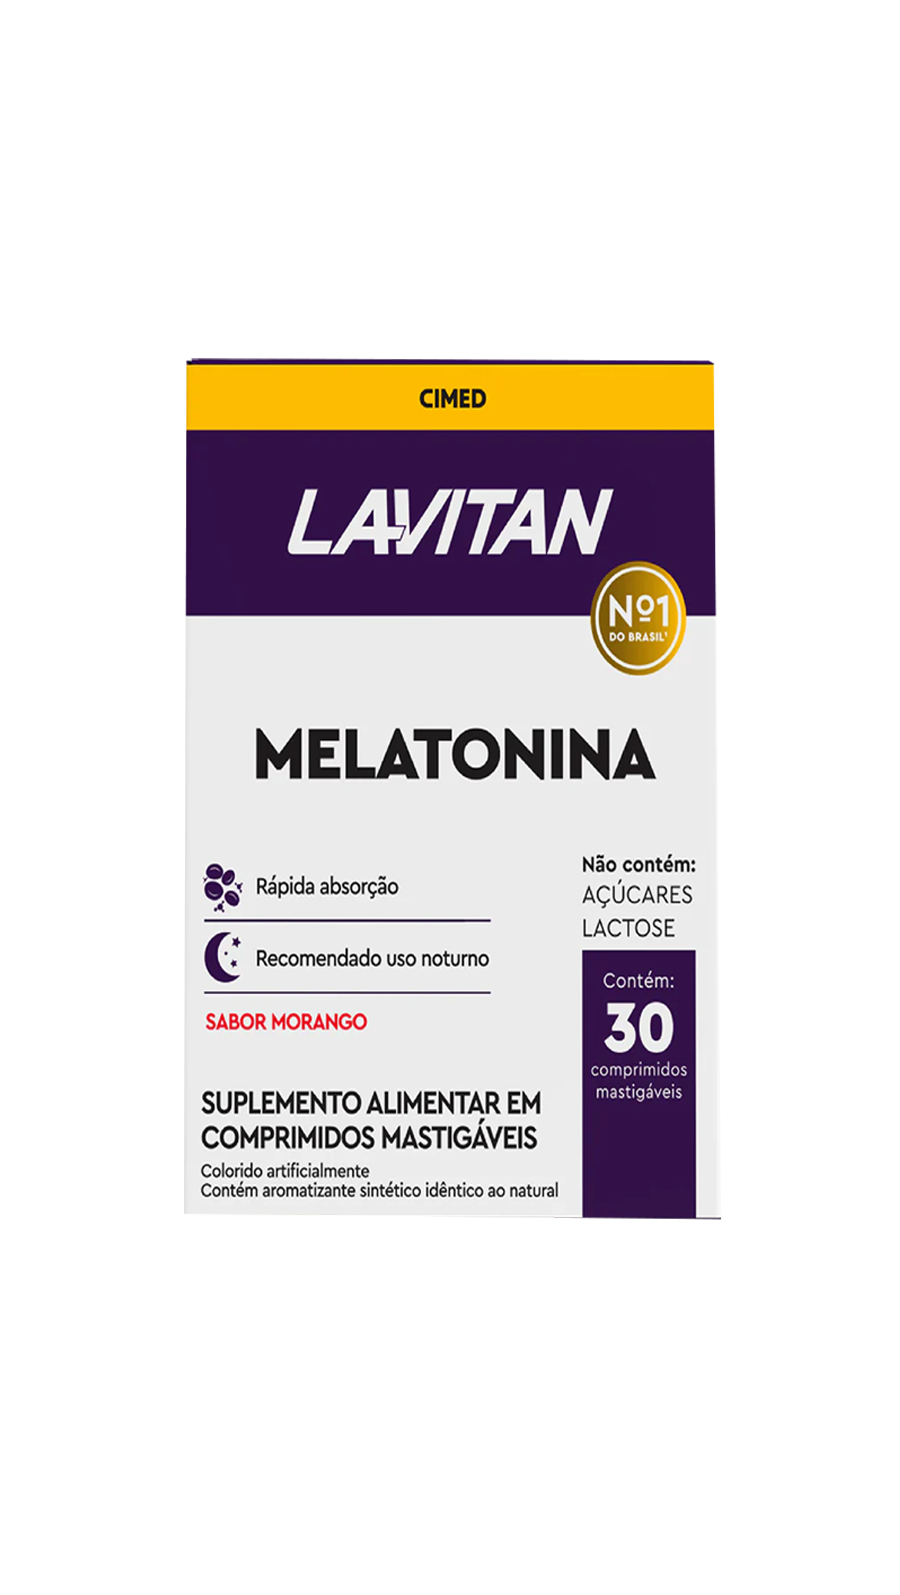 CIMED
LAVITAN
Nº1
DO BRASIL¹
MELATONINA
Rápida absorção
Recomendado uso noturno
SABOR MORANGO
Não contém:
AÇÚCARES
LACTOSE
Contém:
30
comprimidos
mastigáveis
SUPLEMENTO ALIMENTAR EM
COMPRIMIDOS MASTIGÁVEIS
Colorido artificialmente
Contém aromatizante sintético idêntico ao natural